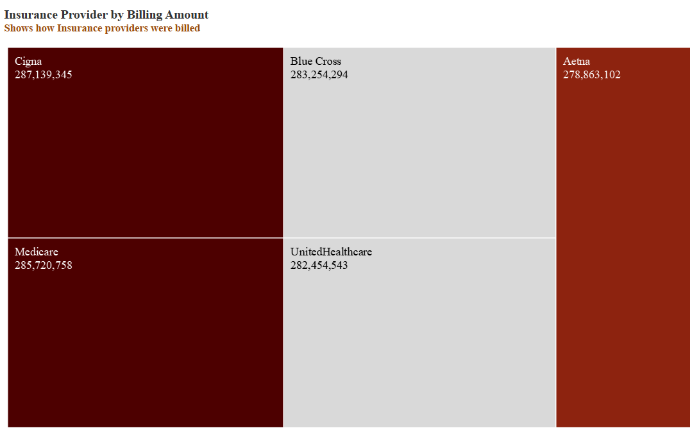 Insurance Provider by Billing Amount
Shows how Insurance providers were billed
Cigna
287,139,345
Blue Cross
283,254,294
Aetna
278,863,102
Medicare
285,720,758
UnitedHealthcare
282,454,543